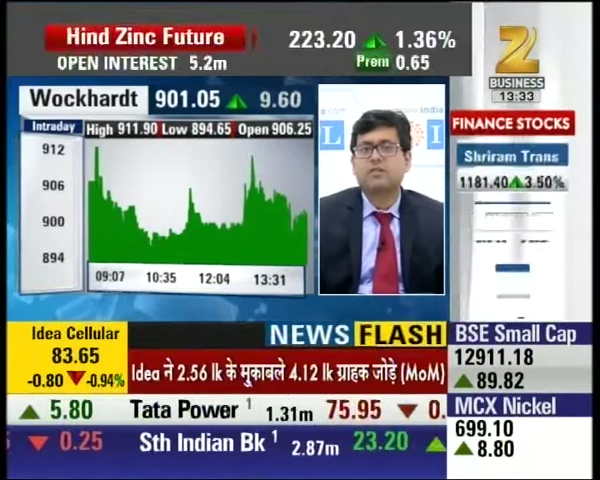 Hind Zinc Future
OPEN INTEREST 5.2m
223.20 1.36%
Prem 0.65
Z
BUSINESS
13:33
Wockhardt 901.05 9.60
Intraday High 911.90 Low 894.65 Open 906.25
912
906
900
894
09:07 10:35 12:04 13:31
L I
FINANCE STOCKS
Shriram Trans
1181.40 3.50%
Idea Cellular
83.65
-0.80 -0.94%
NEWS FLASH
Idea ने 2.56 lk के मुकाबले 4.12 lk ग्राहक जोड़े (MoM)
BSE Small Cap
12911.18
89.82
MCX Nickel
699.10
8.80
5.80 Tata Power 1 1.31m 75.95 0.
0.25 Sth Indian Bk 1 2.87m 23.20